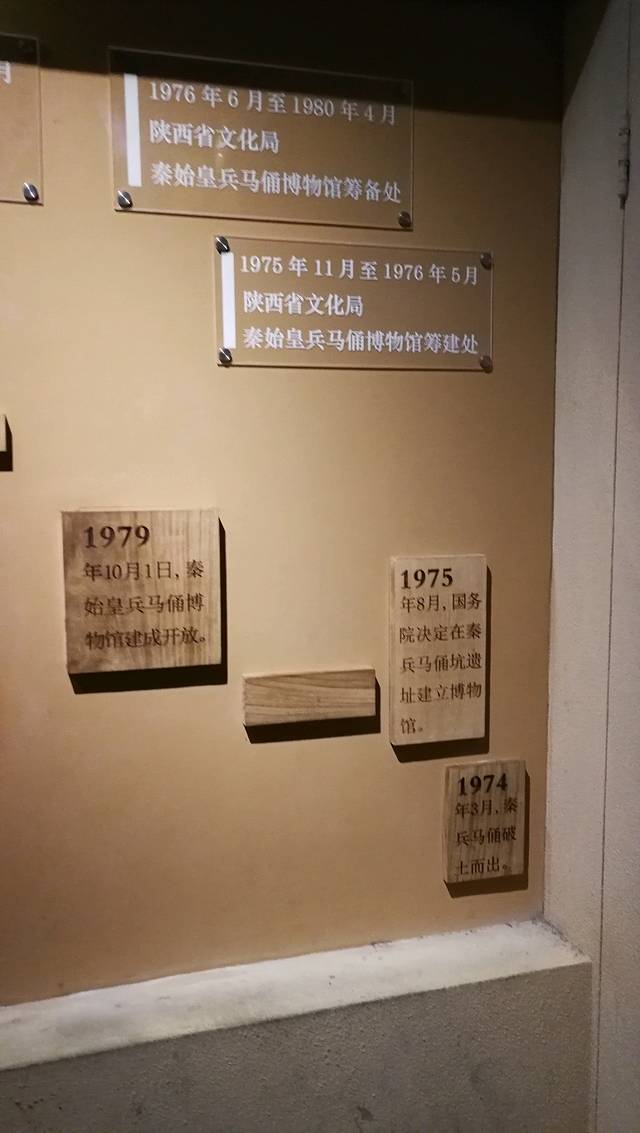 月
1976 年 6 月至 1980 年 4 月
陕西省文化局
秦始皇兵马俑博物馆筹备处
1975 年 11 月至 1976 年 5 月
陕西省文化局
秦始皇兵马俑博物馆筹建处
1979
年10月1日，秦
始皇兵马俑博
物馆建成开放。
1975
年8月，国务
院决定在秦
兵马俑坑遗
址建立博物
馆。
1974
年3月，秦
兵马俑破
土而出。